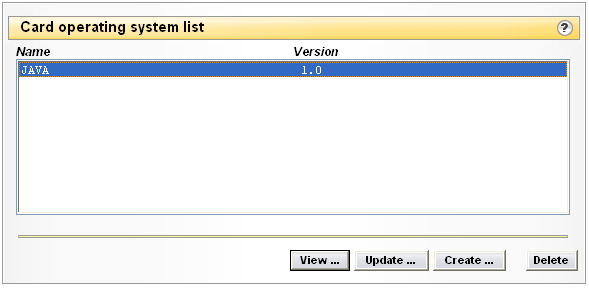 Card operating system list ?
Name Version
JAVA 1.0
View ... Update ... Create ... Delete